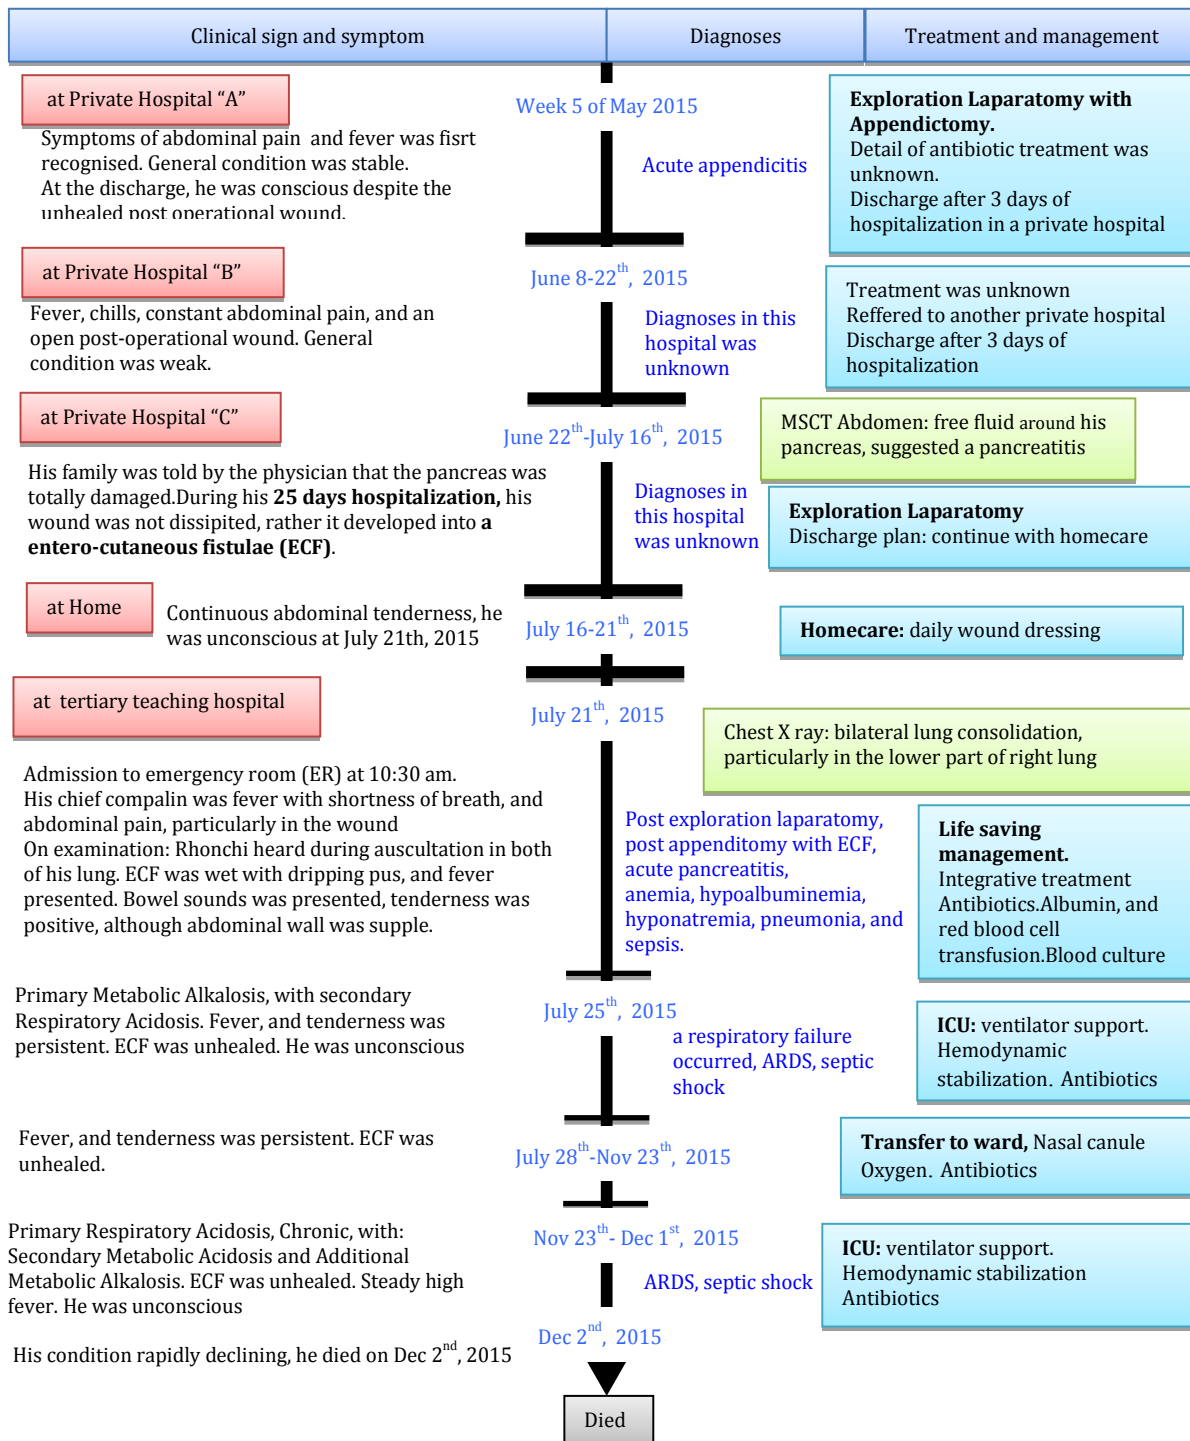 Clinical sign and symptom
Diagnoses
Treatment and management
at Private Hospital “A”
Symptoms of abdominal pain and fever was fisrt
recognised. General condition was stable.
At the discharge, he was conscious despite the
unhealed post operational wound.
Week 5 of May 2015
Acute appendicitis
Exploration Laparatomy with
Appendictomy.
Detail of antibiotic treatment was
unknown.
Discharge after 3 days of
hospitalization in a private hospital
at Private Hospital “B”
Fever, chills, constant abdominal pain, and an
open post-operational wound. General
condition was weak.
June 8-22th, 2015
Diagnoses in this
hospital was
unknown
Treatment was unknown
Reffered to another private hospital
Discharge after 3 days of
hospitalization
at Private Hospital “C”
His family was told by the physician that the pancreas was
totally damaged.During his 25 days hospitalization, his
wound was not dissipited, rather it developed into a
entero-cutaneous fistulae (ECF).
June 22th-July 16th, 2015
Diagnoses in
this hospital
was unknown
MSCT Abdomen: free fluid around his
pancreas, suggested a pancreatitis
Exploration Laparatomy
Discharge plan: continue with homecare
at Home
Continuous abdominal tenderness, he
was unconscious at July 21th, 2015
July 16-21th, 2015
Homecare: daily wound dressing
at tertiary teaching hospital
July 21th, 2015
Chest X ray: bilateral lung consolidation,
particularly in the lower part of right lung
Admission to emergency room (ER) at 10:30 am.
His chief compalin was fever with shortness of breath, and
abdominal pain, particularly in the wound
On examination: Rhonchi heard during auscultation in both
of his lung. ECF was wet with dripping pus, and fever
presented. Bowel sounds was presented, tenderness was
positive, although abdominal wall was supple.
Post exploration laparatomy,
post appenditomy with ECF,
acute pancreatitis,
anemia, hypoalbuminemia,
hyponatremia, pneumonia, and
sepsis.
Life saving
management.
Integrative treatment
Antibiotics.Albumin, and
red blood cell
transfusion.Blood culture
Primary Metabolic Alkalosis, with secondary
Respiratory Acidosis. Fever, and tenderness was
persistent. ECF was unhealed. He was unconscious
July 25th, 2015
a respiratory failure
occurred, ARDS, septic
shock
ICU: ventilator support.
Hemodynamic
stabilization. Antibiotics
Fever, and tenderness was persistent. ECF was
unhealed.
July 28th-Nov 23th, 2015
Transfer to ward, Nasal canule
Oxygen. Antibiotics
Primary Respiratory Acidosis, Chronic, with:
Secondary Metabolic Acidosis and Additional
Metabolic Alkalosis. ECF was unhealed. Steady high
fever. He was unconscious
Nov 23th- Dec 1st, 2015
ARDS, septic shock
ICU: ventilator support.
Hemodynamic stabilization
Antibiotics
Dec 2nd, 2015
His condition rapidly declining, he died on Dec 2nd, 2015
Died